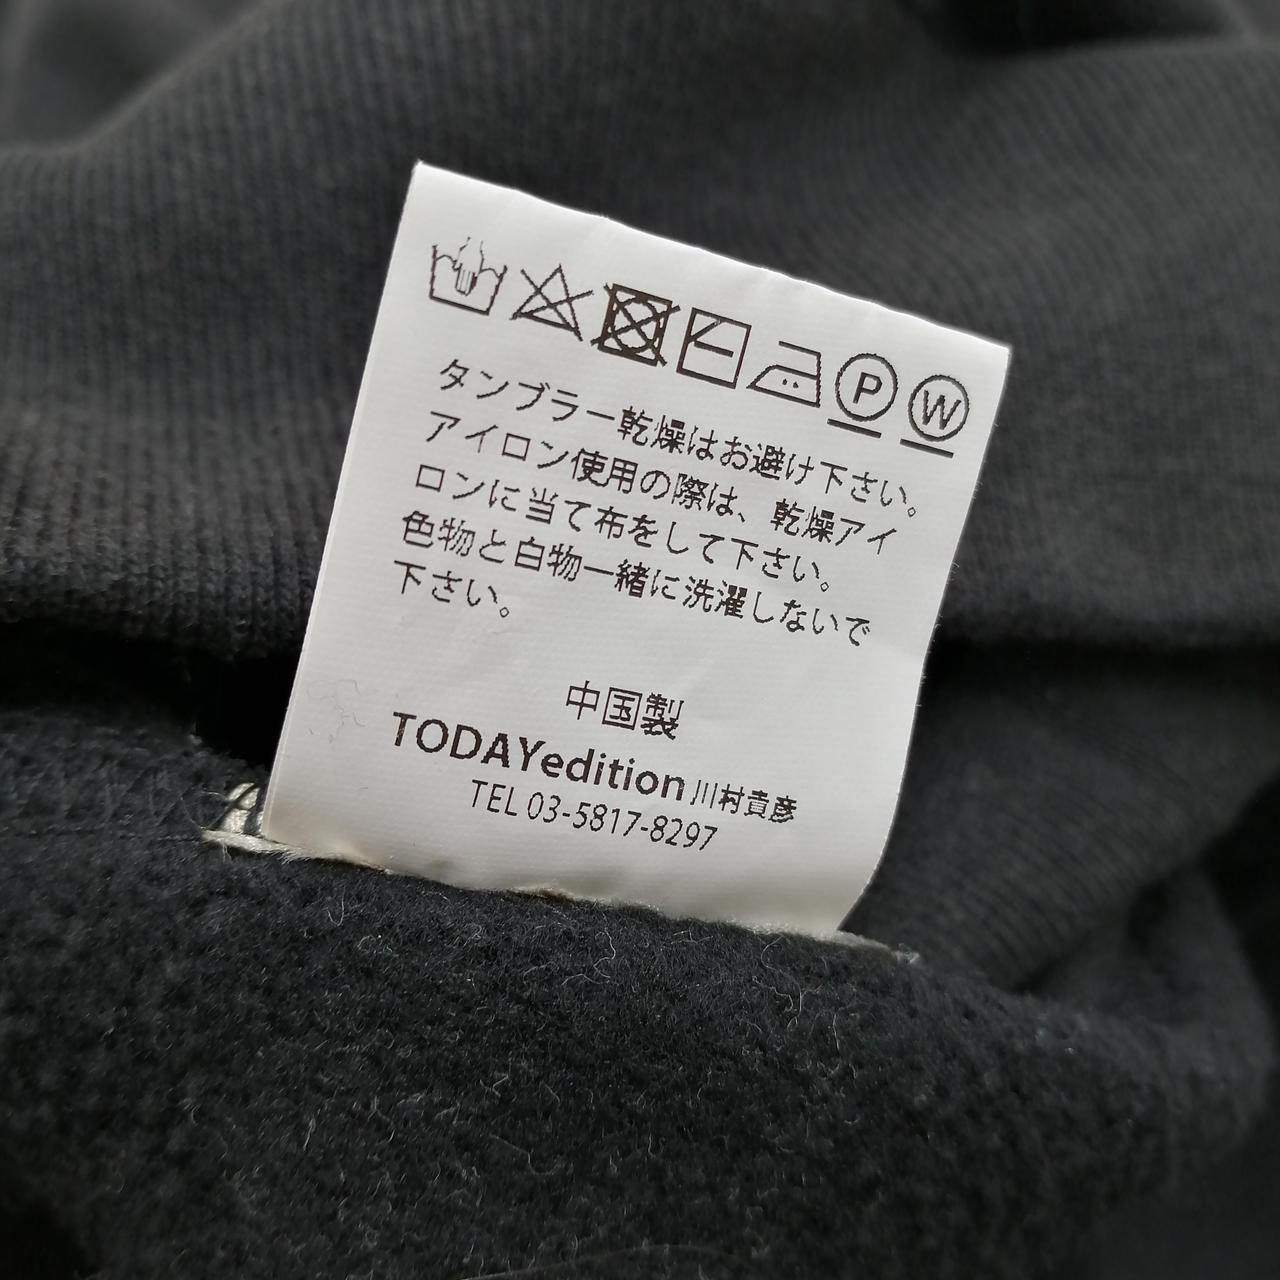 P W
タンブラー乾燥はお避け下さい。
アイロン使用の際は、乾燥アイ
ロンに当て布をして下さい。
色物と白物一緒に洗濯しないで
下さい。
中国製
TODAYedition 川村貴彦
TEL 03-5817-8297